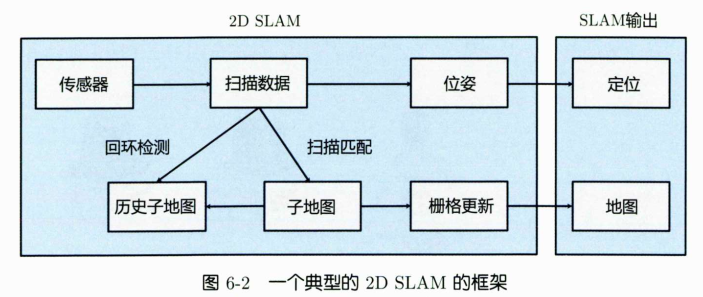 2D SLAM
SLAM输出
传感器
扫描数据
位姿
定位
回环检测
扫描匹配
历史子地图
子地图
栅格更新
地图
图 6-2 一个典型的 2D SLAM 的框架